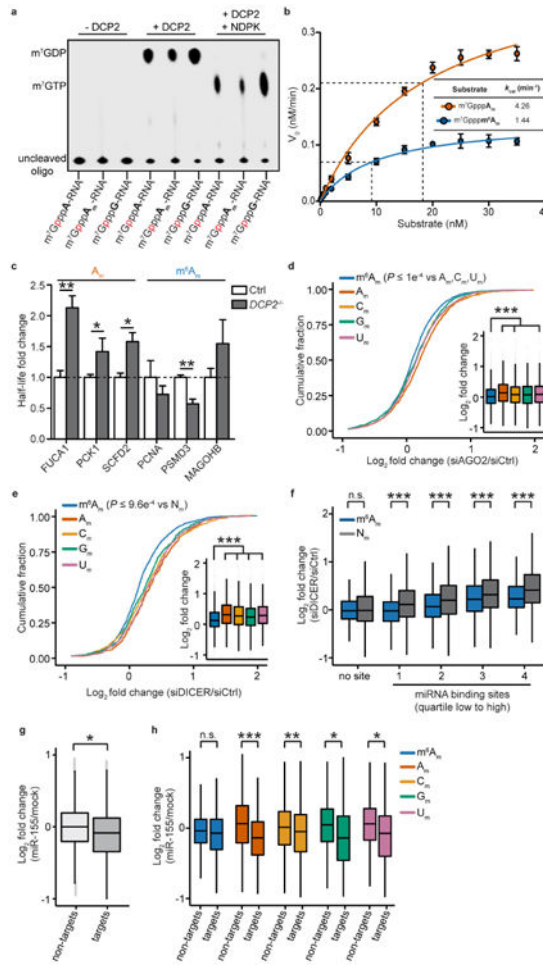 a
- DCP2
+ DCP2
+ DCP2
+ NDPK
m⁷GDP
m⁷GTP
uncleaved
oligo
m⁷GpppA-RNA
m⁷GpppAₘ-RNA
m⁷GpppG-RNA
m⁷GpppA-RNA
m⁷GpppAₘ-RNA
m⁷GpppG-RNA
m⁷GpppA-RNA
m⁷GpppAₘ-RNA
m⁷GpppG-RNA
b
V₀ (nM/min)
0.3
0.2
0.1
0
0 5 10 15 20 25 30 35
Substrate (nM)
Substrate kcat (min⁻¹)
m⁷GpppAₘ 4.26
m⁷Gpppm⁶Aₘ 1.44
c
Aₘ m⁶Aₘ
Ctrl
DCP2⁻/⁻
Half-life fold change
2.5
2.0
1.5
1.0
0.5
0.0
** * * **
FUCA1
PCK1
SCFD2
PCNA
PSMD3
MAGOHB
d
m⁶Aₘ (P ≤ 1e⁻⁴ vs Aₘ,Cₘ,Uₘ)
Aₘ
Cₘ
Gₘ
Uₘ
Cumulative fraction
1.00
0.75
0.50
0.25
0.00
-1 0 1 2
Log₂ fold change (siAGO2/siCtrl)
Log₂ fold change
***
2
1
0
-1
e
m⁶Aₘ (P ≤ 9.6e⁻⁴ vs Nₘ)
Aₘ
Cₘ
Gₘ
Uₘ
Cumulative fraction
1.00
0.75
0.50
0.25
0.00
-1 0 1 2
Log₂ fold change (siDICER/siCtrl)
Log₂ fold change
***
2
1
0
-1
f
n.s. *** *** *** ***
m⁶Aₘ
Nₘ
Log₂ fold change
(siDICER/siCtrl)
2
0
-1
no site 1 2 3 4
miRNA binding sites
(quartile low to high)
g
*
Log₂ fold change
(miR-155/mock)
1
0
-1
non-targets
targets
h
n.s. *** ** * *
m⁶Aₘ
Aₘ
Cₘ
Gₘ
Uₘ
Log₂ fold change
(miR-155/mock)
1
0
-1
non-targets
targets
non-targets
targets
non-targets
targets
non-targets
targets
non-targets
targets